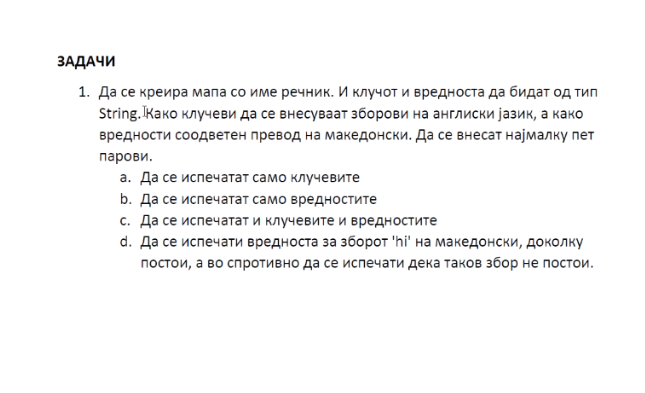 ЗАДАЧИ
1. Да се креира мапа со име речник. И клучот и вредноста да бидат од тип
String. Како клучеви да се внесуваат зборови на англиски јазик, а како
вредности соодветен превод на македонски. Да се внесат најмалку пет
парови.
a. Да се испечатат само клучевите
b. Да се испечатат само вредностите
c. Да се испечатат и клучевите и вредностите
d. Да се испечати вредноста за зборот 'hi' на македонски, доколку
постои, а во спротивно да се испечати дека таков збор не постои.